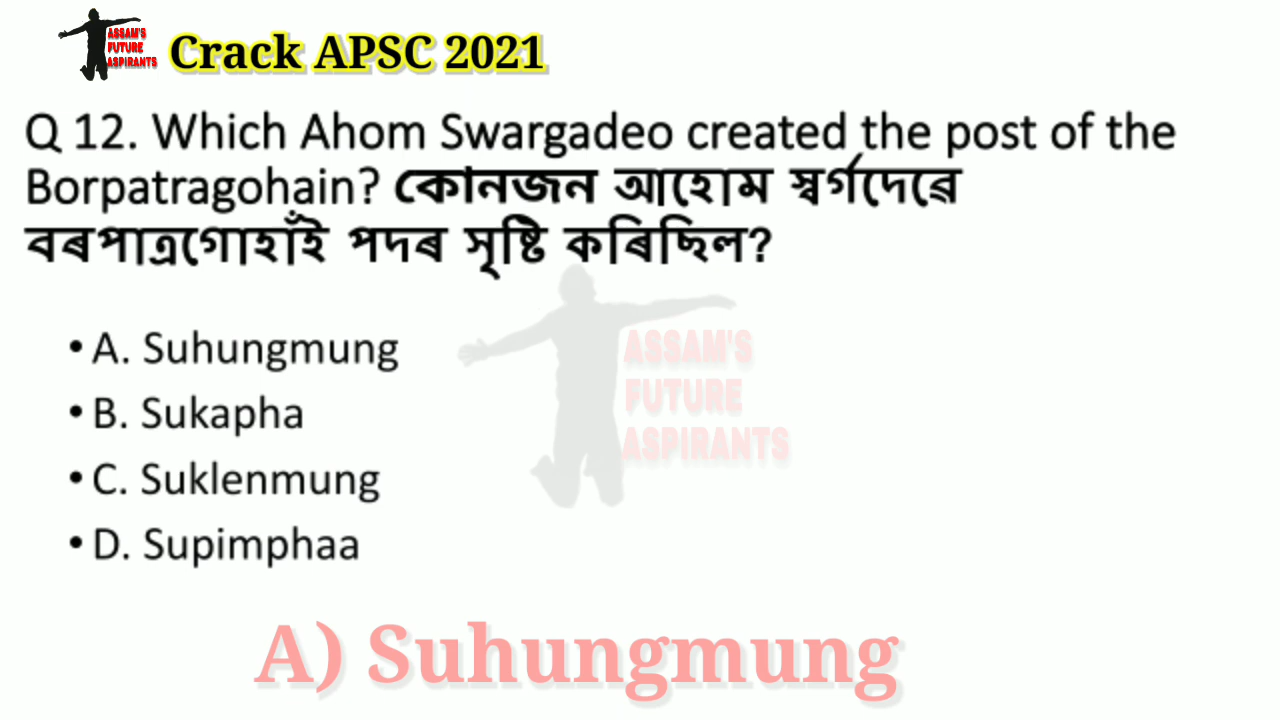 ASSAM'S
FUTURE
ASPIRANTS
Crack APSC 2021
Q 12. Which Ahom Swargadeo created the post of the
Borpatragohain? কোনজন আহোম স্বৰ্গদেৱে
বৰপাত্ৰগোহাঁই পদৰ সৃষ্টি কৰিছিল?
• A. Suhungmung
• B. Sukapha
• C. Suklenmung
• D. Supimphaa
ASSAM'S
FUTURE
ASPIRANTS
A) Suhungmung